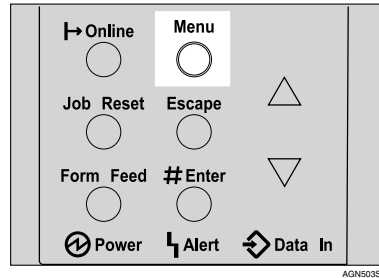 Online Menu
Job Reset Escape
Form Feed # Enter
Power Alert Data In
AGN503S